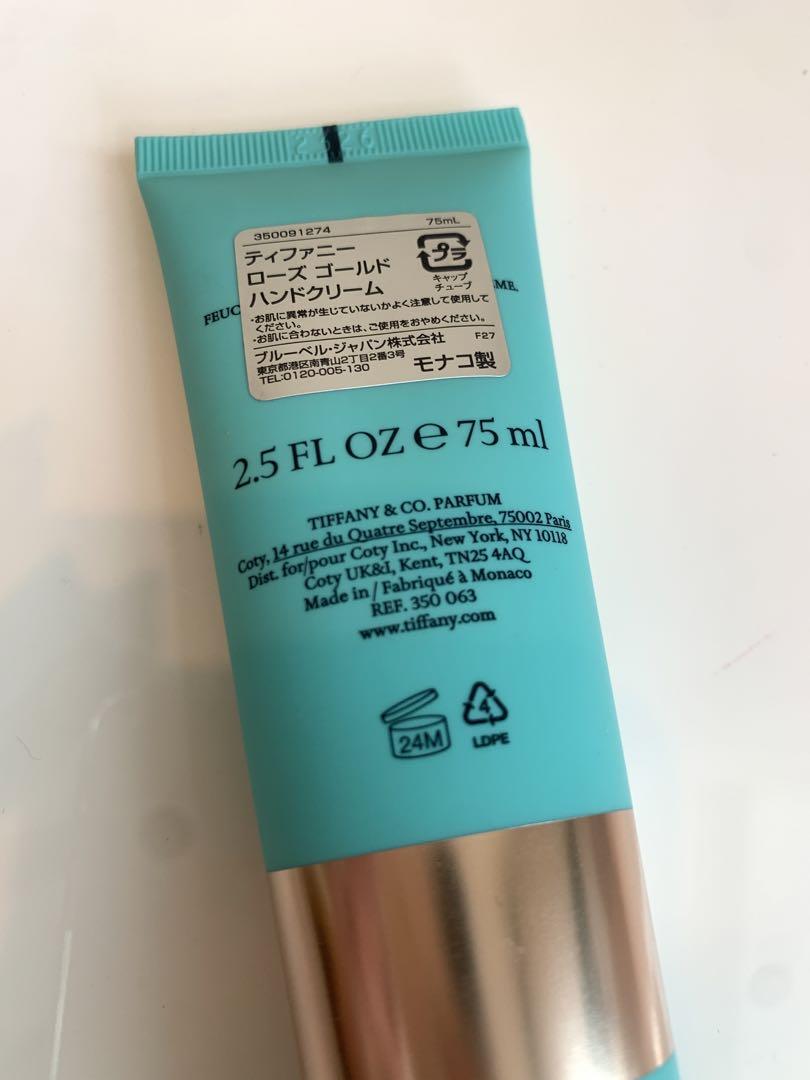 350091274 75mL
ティファニー
ローズ ゴールド
ハンドクリーム
プラ
キャップ
チューブ
・お肌に異常が生じていないかよく注意して使用して
ください。
・お肌に合わないときは、ご使用をおやめください。
ブルーベル・ジャパン株式会社 F27
東京都港区南青山2丁目2番3号
TEL:0120-005-130
モナコ製
2.5 FL OZ e 75 ml
TIFFANY & CO. PARFUM
Coty, 14 rue du Quatre Septembre, 75002 Paris
Dist. for/pour Coty Inc., New York, NY 10118
Coty UK&I, Kent, TN25 4AQ
Made in / Fabriqué à Monaco
REF. 350 063
www.tiffany.com
24M
4
LDPE